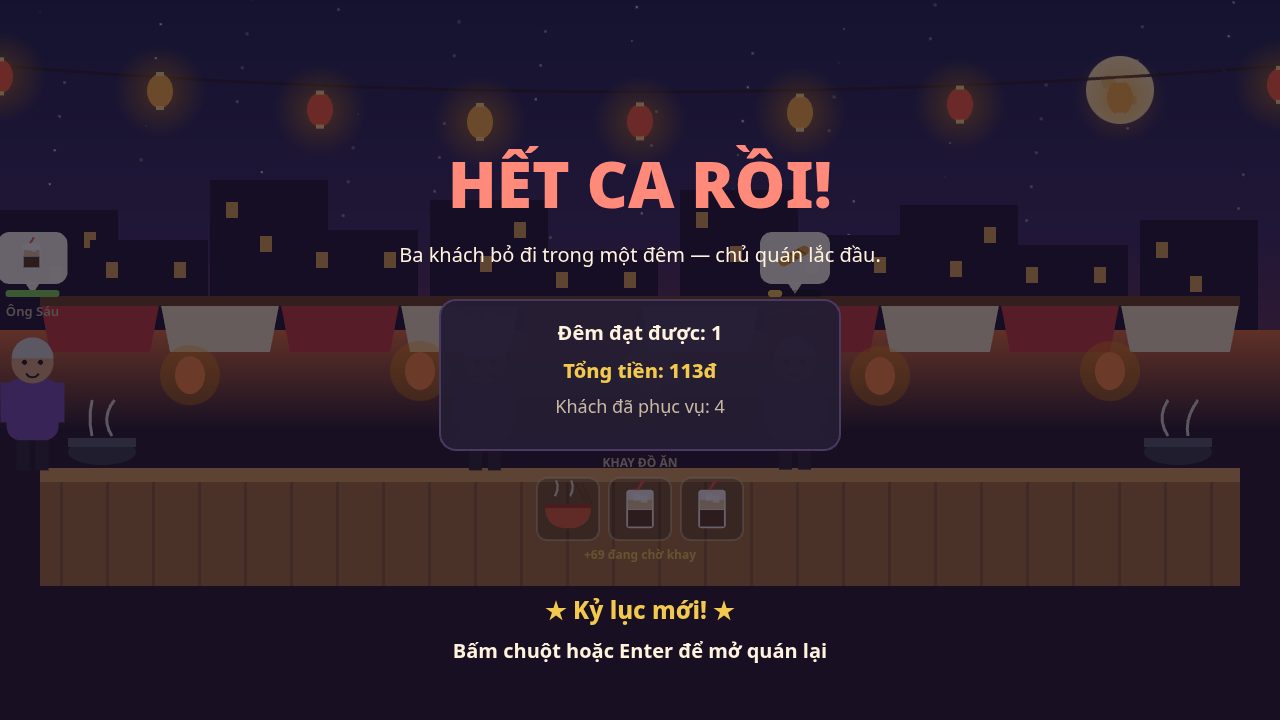 HẾT CA RỒI!
Ba khách bỏ đi trong một đêm — chủ quán lắc đầu.
Ông Sáu
Đêm đạt được: 1
Tổng tiền: 113đ
Khách đã phục vụ: 4
KHAY ĐỒ ĂN
+69 đang chờ khay
★ Kỷ lục mới! ★
Bấm chuột hoặc Enter để mở quán lại